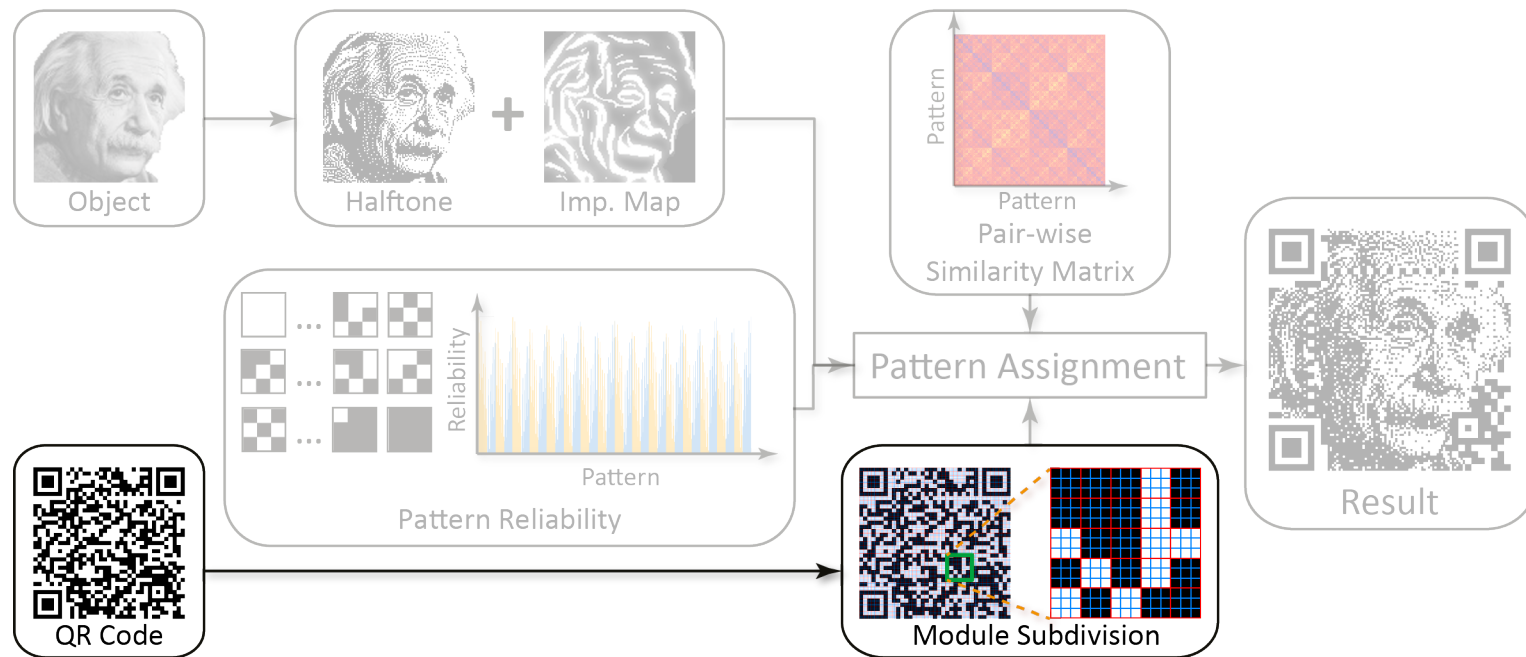 Object
Halftone
+
Imp. Map
Pattern
Pattern
Pair-wise
Similarity Matrix
...
...
...
Reliability
Pattern
Pattern Reliability
Pattern Assignment
Result
QR Code
Module Subdivision